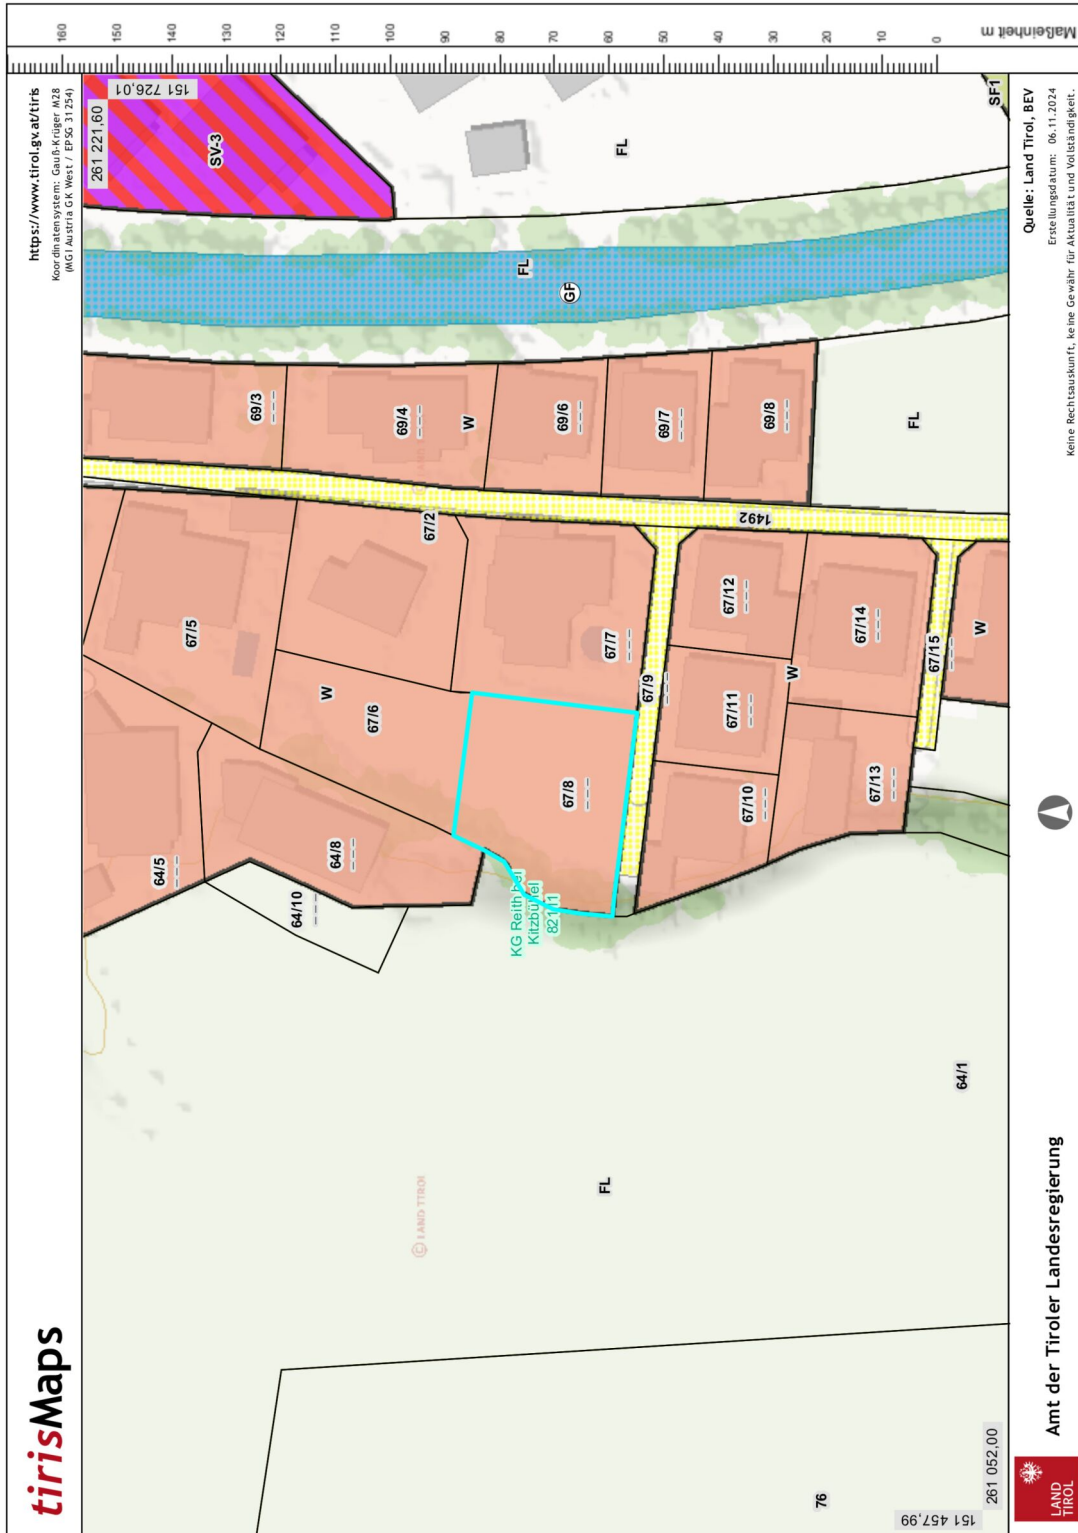 tirisMaps
https://www.tirol.gv.at/tiris
Koordinatensystem: Gauß-Krüger M28
(MGI Austria GK West / EPSG 31254)
261 221,60
151 726,01
SV-3
FL
SF1
FL
GF
69/3
69/4
W
69/6
69/7
69/8
FL
67/2
1492
67/5
67/12
67/14
67/15
W
67/7
67/9
W
67/6
W
67/11
67/8
67/10
67/13
64/5
64/8
64/10
KG Reith bei
Kitzbühel
82111
64/1
FL
© LAND TIROL
76
261 052,00
151 457,99
160
150
140
130
120
110
100
90
80
70
60
50
40
30
20
10
0
Maßeinheit m
LAND
TIROL
Amt der Tiroler Landesregierung
Quelle: Land Tirol, BEV
Erstellungsdatum: 06.11.2024
Keine Rechtsauskunft, keine Gewähr für Aktualität und Vollständigkeit.